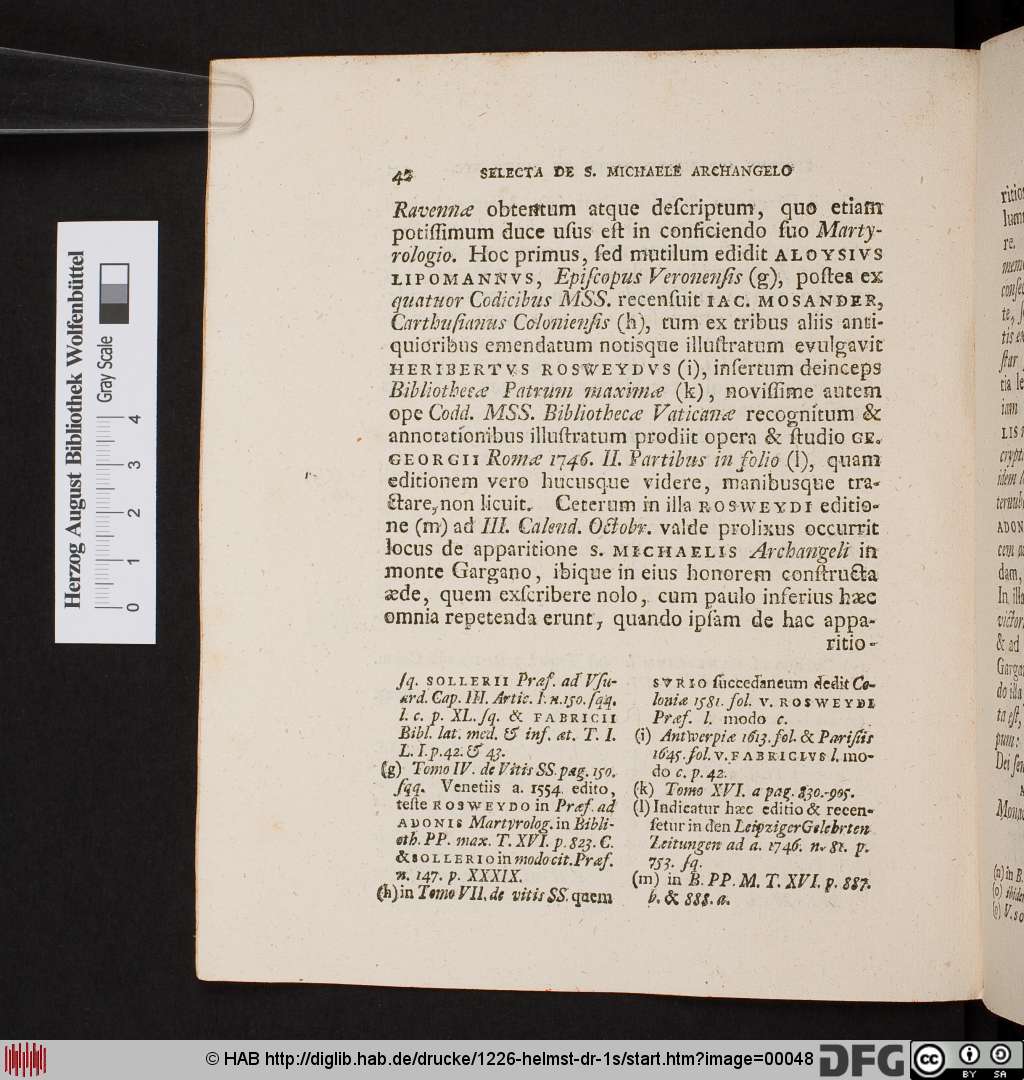 42 SELECTA DE S. MICHAELE ARCHANGELO
Ravennæ obtentum atque deſcriptum, quo etiam
potiſſimum duce uſus eſt in conficiendo ſuo Marty-
rologio. Hoc primus, ſed mutilum edidit ALOYSIVS
LIPOMANNVS, Epiſcopus Veronenſis (g), poſtea ex
quatuor Codicibus MSS. recenſuit IAC. MOSANDER,
Carthuſianus Colonienſis (h), tum ex tribus aliis anti-
quioribus emendatum notisque illuſtratum evulgavit
HERIBERTVS ROSWEYDVS (i), inſertum deinceps
Bibliothecæ Patrum maximæ (k), noviſſime autem
ope Codd. MSS. Bibliothecæ Vaticanæ recognitum &
annotationibus illuſtratum prodiit opera & ſtudio GE.
GEORGII Romæ 1746. II. Partibus in folio (l), quam
editionem vero hucusque videre, manibusque tra-
ctare, non licuit. Ceterum in illa ROSWEYDI editio-
ne (m) ad III. Calend. Octobr. valde prolixus occurrit
locus de apparitione S. MICHAELIS Archangeli in
monte Gargano, ibique in eius honorem conſtructa
æde, quem exſcribere nolo, cum paulo inferius hæc
omnia repetenda erunt, quando ipſam de hac appa-
ritio-
ſq. SOLLERII Præf. ad Vſu-
ard. Cap. III. Artic. I. n. 150. ſqq.
l. c. p. XL. ſq. & FABRICII
Bibl. lat. med. & inf. æt. T. I.
L. I. p. 42. & 43.
(g) Tomo IV. de Vitis SS. pag. 150.
ſqq. Venetiis a. 1554. edito,
teſte ROSWEYDO in Præf. ad
ADONIS Martyrolog. in Bibli-
oth. PP. max. T. XVI. p. 823. C.
& SOLLERIO in modo cit. Præf.
n. 147. p. XXXIX.
(h) in Tomo VII. de vitis SS. quem
SVRIO ſuccedaneum dedit Co-
loniæ 1581. fol. V. ROSWEYDI
Præf. l. modo c.
(i) Antwerpiæ 1613. fol. & Pariſiis
1645. fol. V. FABRICIVS l. mo-
do c. p. 42.
(k) Tomo XVI. a pag. 830.-905.
(l) Indicatur hæc editio & recen-
ſetur in den Leipziger Gelehrten
Zeitungen ad a. 1746. n. 81. p.
753. ſq.
(m) in B. PP. M. T. XVI. p. 887.
b. & 888. a.
Herzog August Bibliothek Wolfenbüttel
Gray Scale
0 1 2 3 4
© HAB http://diglib.hab.de/drucke/1226-helmst-dr-1s/start.htm?image=00048
DFG
cc BY SA